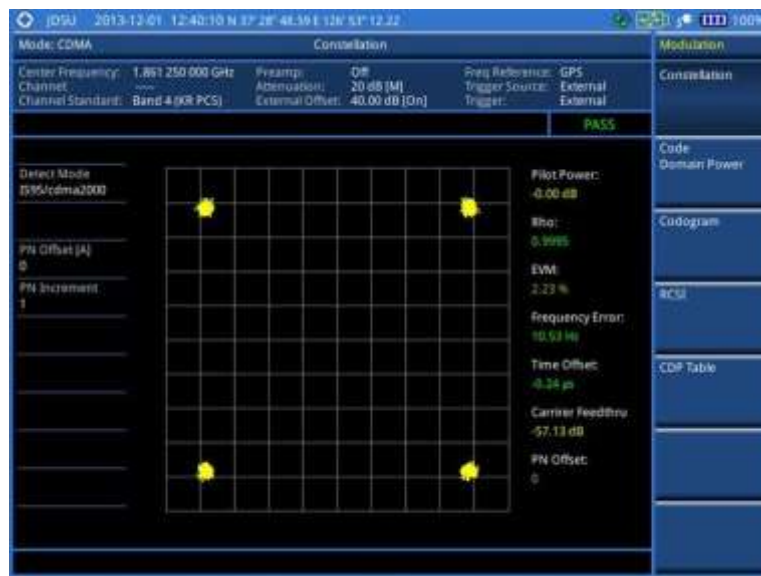 JDSU 2013-12-01 12:40:10 N 37° 28' 48.59 E 126° 53' 12.22 100%
Mode: CDMA Constellation Modulation
Center Frequency: 1.861 250 000 GHz Preamp: Off Freq Reference: GPS
Channel: ---- Attenuation: 20 dB [M] Trigger Source: External
Channel Standard: Band 4 (KR PCS) External Offset: 40.00 dB [On] Trigger: External
PASS
Constellation
Code
Domain Power
Codogram
RCSI
CDP Table
Detect Mode
IS95/cdma2000
PN Offset [A]
0
PN Increment
1
Pilot Power:
-0.00 dB
Rho:
0.9995
EVM:
2.23 %
Frequency Error:
10.53 Hz
Time Offset:
-0.24 µs
Carrirer Feedthru
-57.13 dB
PN Offset:
0